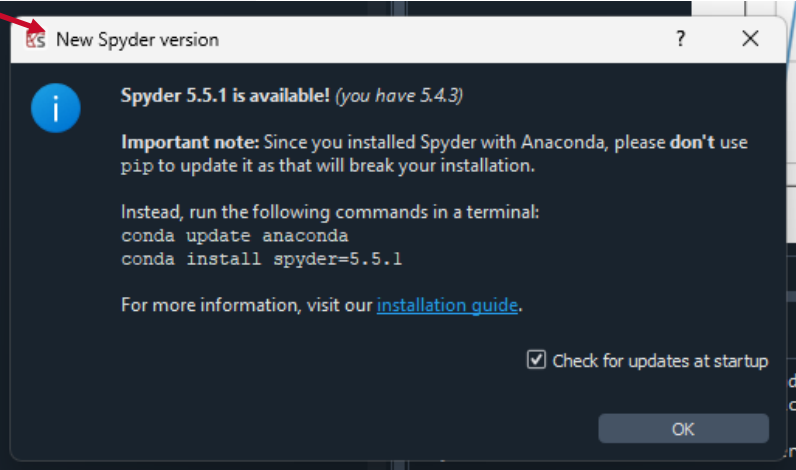 New Spyder version
Spyder 5.5.1 is available! (you have 5.4.3)
Important note: Since you installed Spyder with Anaconda, please don't use
pip to update it as that will break your installation.
Instead, run the following commands in a terminal:
conda update anaconda
conda install spyder=5.5.1
For more information, visit our installation guide.
Check for updates at startup
OK